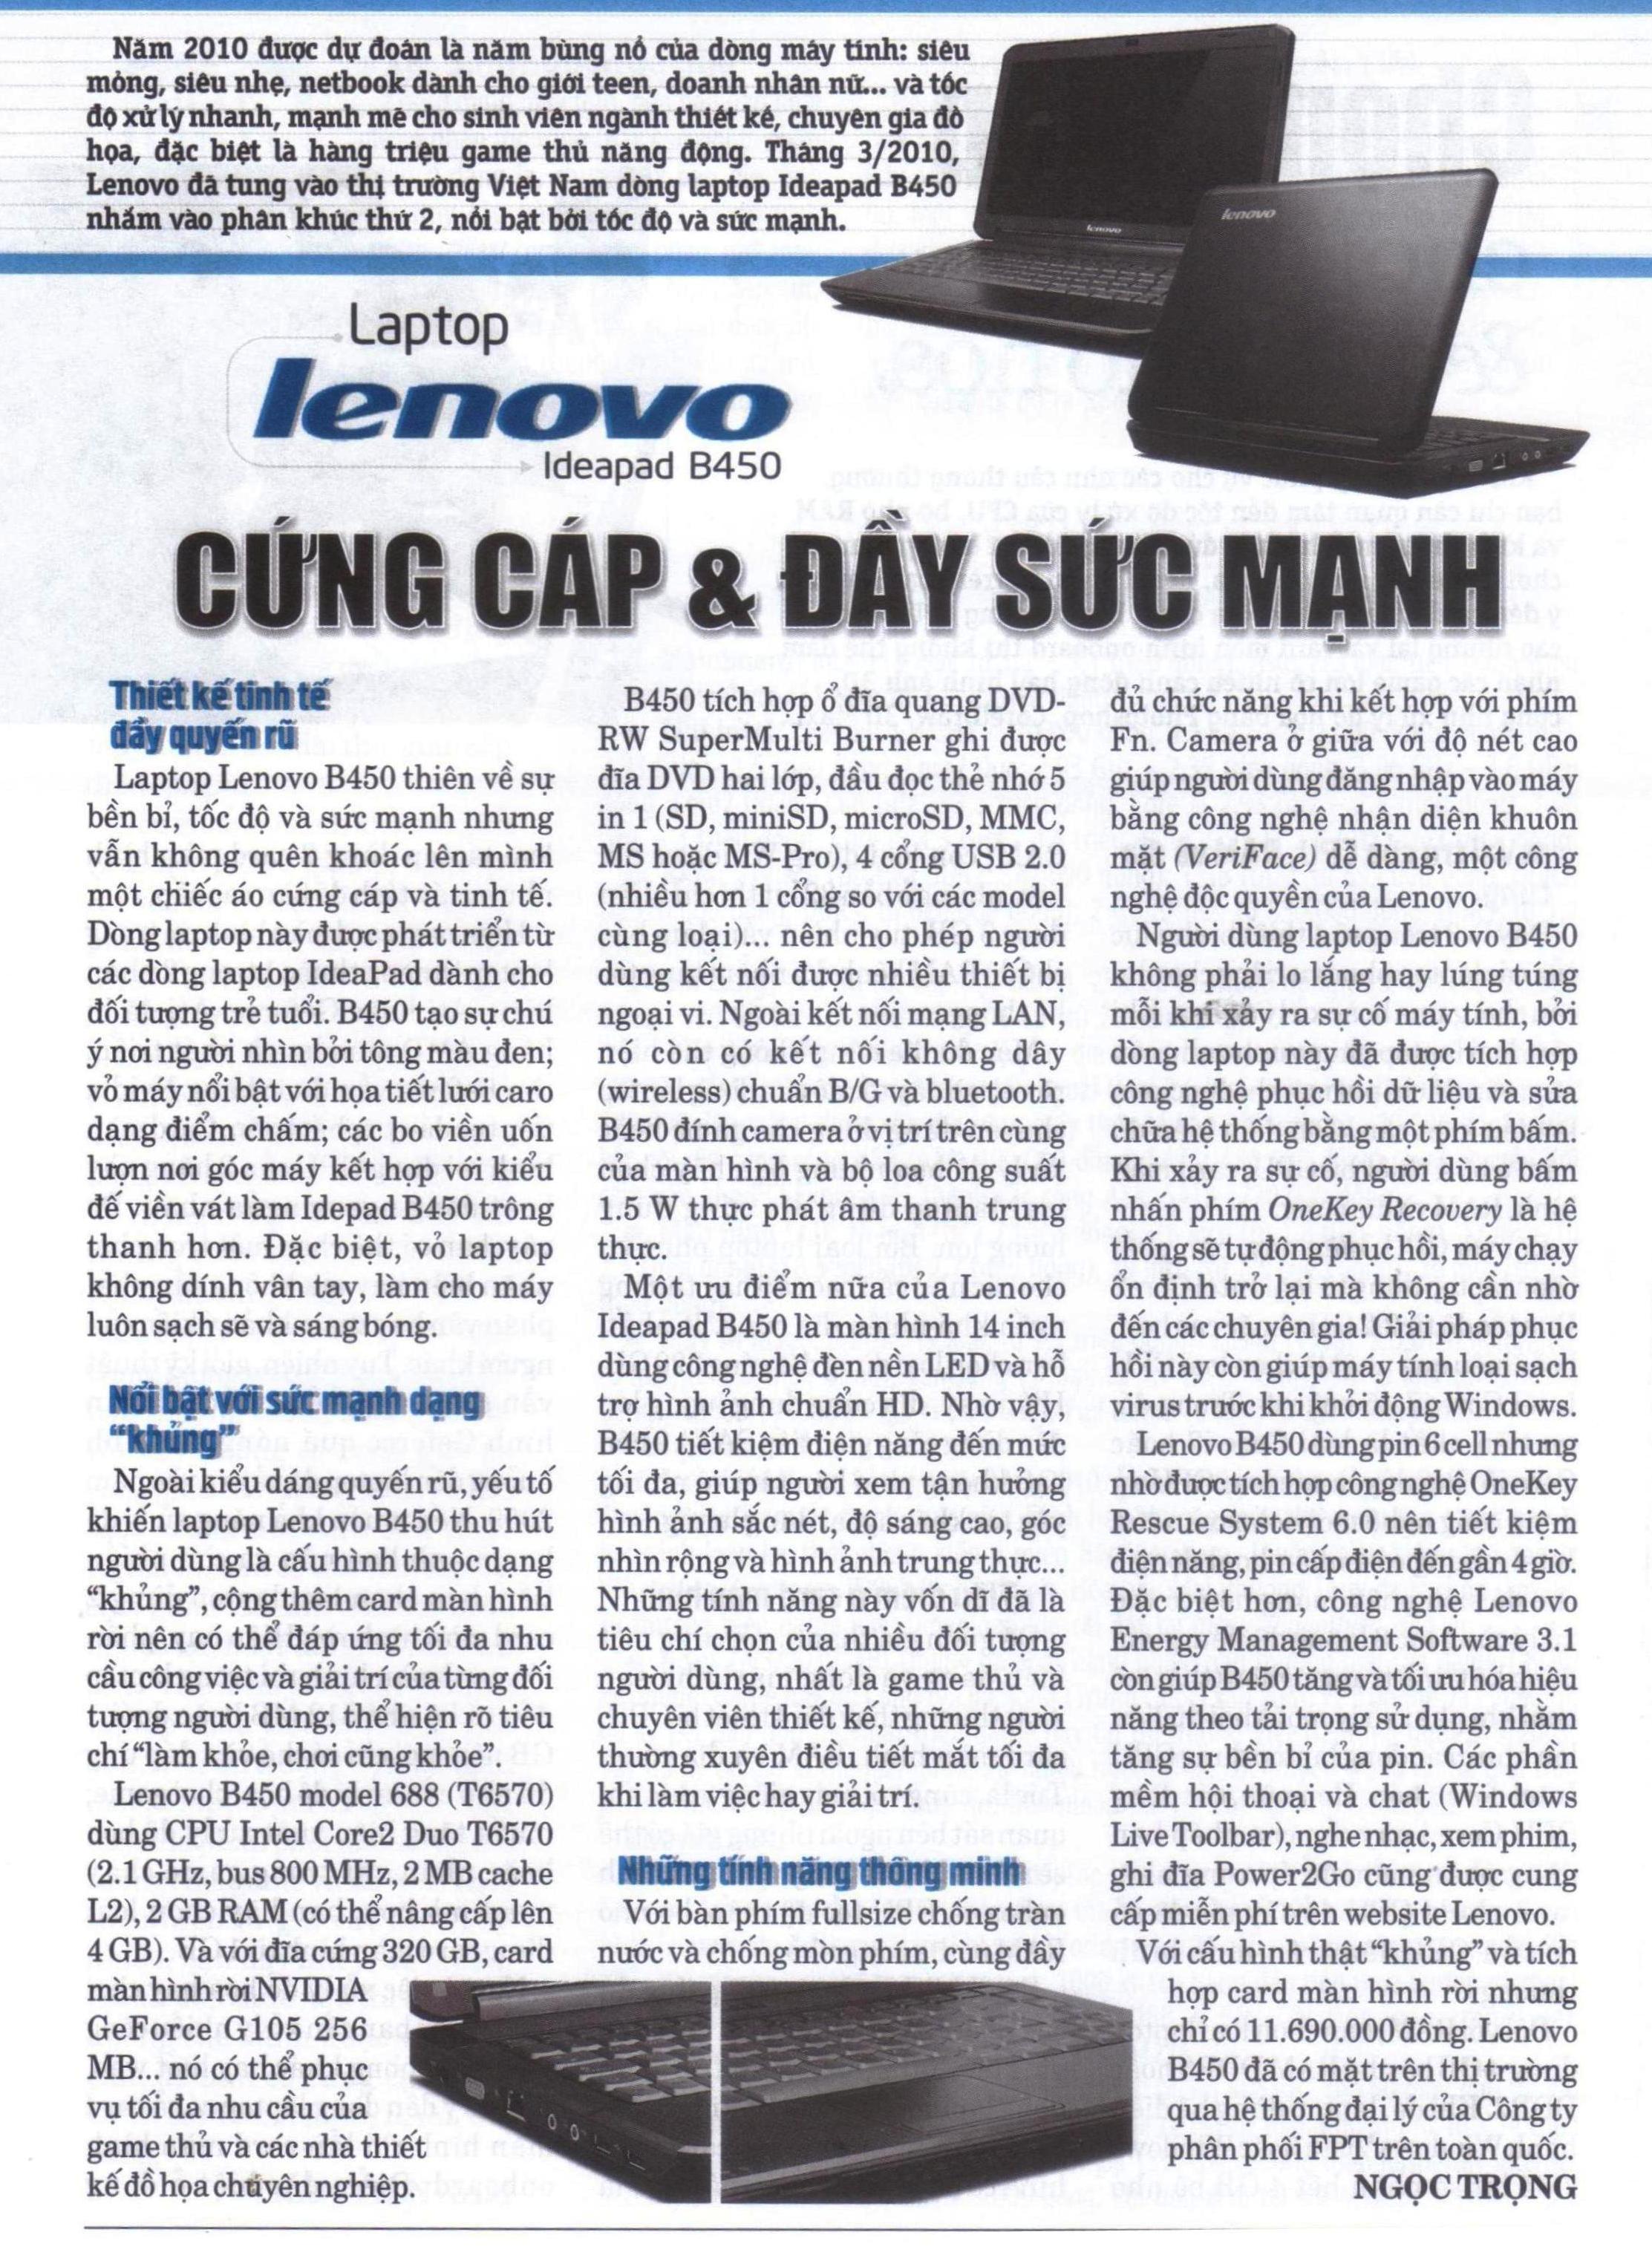 Năm 2010 được dự đoán là năm bùng nổ của dòng máy tính: siêu
mỏng, siêu nhẹ, netbook dành cho giới teen, doanh nhân nữ... và tốc
độ xử lý nhanh, mạnh mẽ cho sinh viên ngành thiết kế, chuyên gia đồ
họa, đặc biệt là hàng triệu game thủ năng động. Tháng 3/2010,
Lenovo đã tung vào thị trường Việt Nam dòng laptop Ideapad B450
nhắm vào phân khúc thứ 2, nổi bật bởi tốc độ và sức mạnh.
lenovo
lenovo
Laptop
lenovo
Ideapad B450
CỨNG CÁP & ĐẦY SỨC MẠNH
Thiết kế tinh tế
đầy quyến rũ
Laptop Lenovo B450 thiên về sự
bền bỉ, tốc độ và sức mạnh nhưng
vẫn không quên khoác lên mình
một chiếc áo cứng cáp và tinh tế.
Dòng laptop này được phát triển từ
các dòng laptop IdeaPad dành cho
đối tượng trẻ tuổi. B450 tạo sự chú
ý nơi người nhìn bởi tông màu đen;
vỏ máy nổi bật với họa tiết lưới caro
dạng điểm chấm; các bo viền uốn
lượn nơi góc máy kết hợp với kiểu
đế viền vát làm Idepad B450 trông
thanh hơn. Đặc biệt, vỏ laptop
không dính vân tay, làm cho máy
luôn sạch sẽ và sáng bóng.
Nổi bật với sức mạnh dạng
“khủng”
Ngoài kiểu dáng quyến rũ, yếu tố
khiến laptop Lenovo B450 thu hút
người dùng là cấu hình thuộc dạng
“khủng”, cộng thêm card màn hình
rời nên có thể đáp ứng tối đa nhu
cầu công việc và giải trí của từng đối
tượng người dùng, thể hiện rõ tiêu
chí “làm khỏe, chơi cũng khỏe”.
Lenovo B450 model 688 (T6570)
dùng CPU Intel Core2 Duo T6570
(2.1 GHz, bus 800 MHz, 2 MB cache
L2), 2 GB RAM (có thể nâng cấp lên
4 GB). Và với đĩa cứng 320 GB, card
màn hình rời NVIDIA
GeForce G105 256
MB... nó có thể phục
vụ tối đa nhu cầu của
game thủ và các nhà thiết
kế đồ họa chuyên nghiệp.
B450 tích hợp ổ đĩa quang DVD-
RW SuperMulti Burner ghi được
đĩa DVD hai lớp, đầu đọc thẻ nhớ 5
in 1 (SD, miniSD, microSD, MMC,
MS hoặc MS-Pro), 4 cổng USB 2.0
(nhiều hơn 1 cổng so với các model
cùng loại)... nên cho phép người
dùng kết nối được nhiều thiết bị
ngoại vi. Ngoài kết nối mạng LAN,
nó còn có kết nối không dây
(wireless) chuẩn B/G và bluetooth.
B450 dính camera ở vị trí trên cùng
của màn hình và bộ loa công suất
1.5 W thực phát âm thanh trung
thực.
Một ưu điểm nữa của Lenovo
Ideapad B450 là màn hình 14 inch
dùng công nghệ đèn nền LED và hỗ
trợ hình ảnh chuẩn HD. Nhờ vậy,
B450 tiết kiệm điện năng đến mức
tối đa, giúp người xem tận hưởng
hình ảnh sắc nét, độ sáng cao, góc
nhìn rộng và hình ảnh trung thực...
Những tính năng này vốn dĩ đã là
tiêu chí chọn của nhiều đối tượng
người dùng, nhất là game thủ và
chuyên viên thiết kế, những người
thường xuyên điều tiết mắt tối đa
khi làm việc hay giải trí.
Những tính năng thông minh
Với bàn phím fullsize chống tràn
nước và chống mòn phím, cùng đầy
đủ chức năng khi kết hợp với phím
Fn. Camera ở giữa với độ nét cao
giúp người dùng đăng nhập vào máy
bằng công nghệ nhận diện khuôn
mặt (VeriFace) dễ dàng, một công
nghệ độc quyền của Lenovo.
Người dùng laptop Lenovo B450
không phải lo lắng hay lúng túng
mỗi khi xảy ra sự cố máy tính, bởi
dòng laptop này đã được tích hợp
công nghệ phục hồi dữ liệu và sửa
chữa hệ thống bằng một phím bấm.
Khi xảy ra sự cố, người dùng bấm
nhấn phím OneKey Recovery là hệ
thống sẽ tự động phục hồi, máy chạy
ổn định trở lại mà không cần nhờ
đến các chuyên gia! Giải pháp phục
hồi này còn giúp máy tính loại sạch
virus trước khi khởi động Windows.
Lenovo B450 dùng pin 6 cell nhưng
nhờ được tích hợp công nghệ OneKey
Rescue System 6.0 nên tiết kiệm
điện năng, pin cấp điện đến gần 4 giờ.
Đặc biệt hơn, công nghệ Lenovo
Energy Management Software 3.1
còn giúp B450 tăng và tối ưu hóa hiệu
năng theo tải trọng sử dụng, nhằm
tăng sự bền bỉ của pin. Các phần
mềm hội thoại và chat (Windows
Live Toolbar), nghe nhạc, xem phim,
ghi đĩa Power2Go cũng được cung
cấp miễn phí trên website Lenovo.
Với cấu hình thật “khủng” và tích
hợp card màn hình rời nhưng
chỉ có 11.690.000 đồng. Lenovo
B450 đã có mặt trên thị trường
qua hệ thống đại lý của Công ty
phân phối FPT trên toàn quốc.
NGỌC TRỌNG